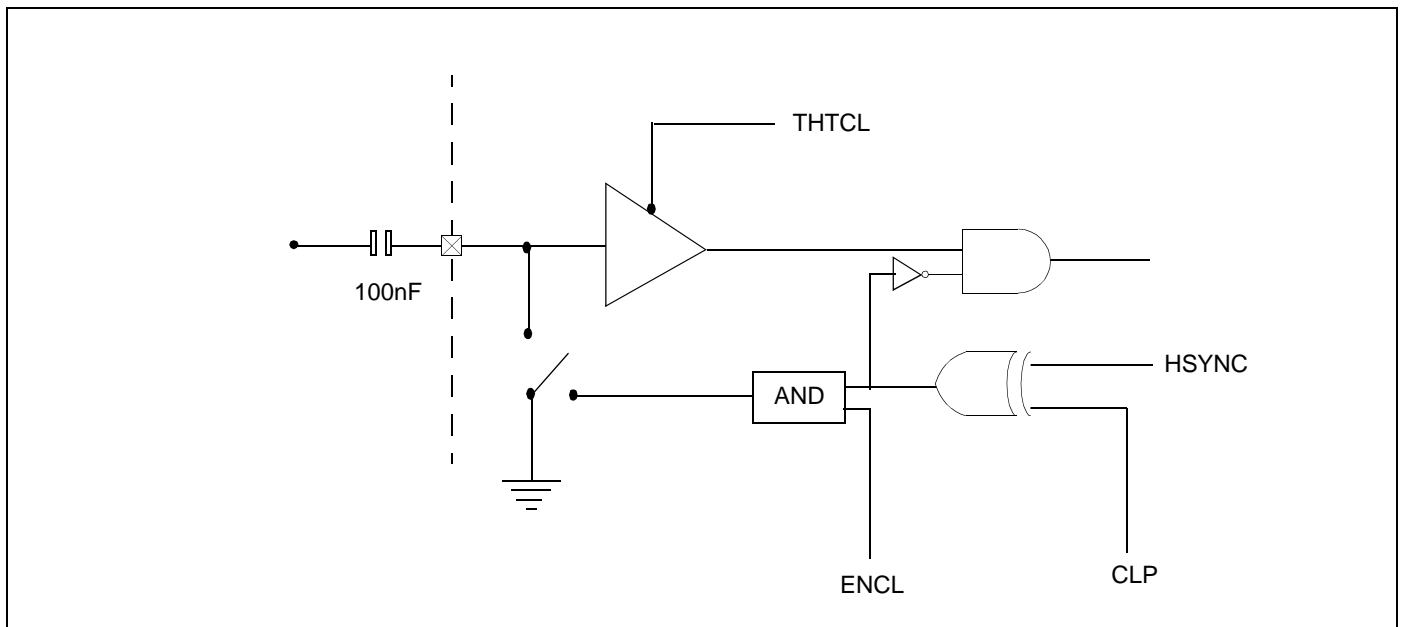 THTCL
100nF
HSYNC
AND
ENCL
CLP